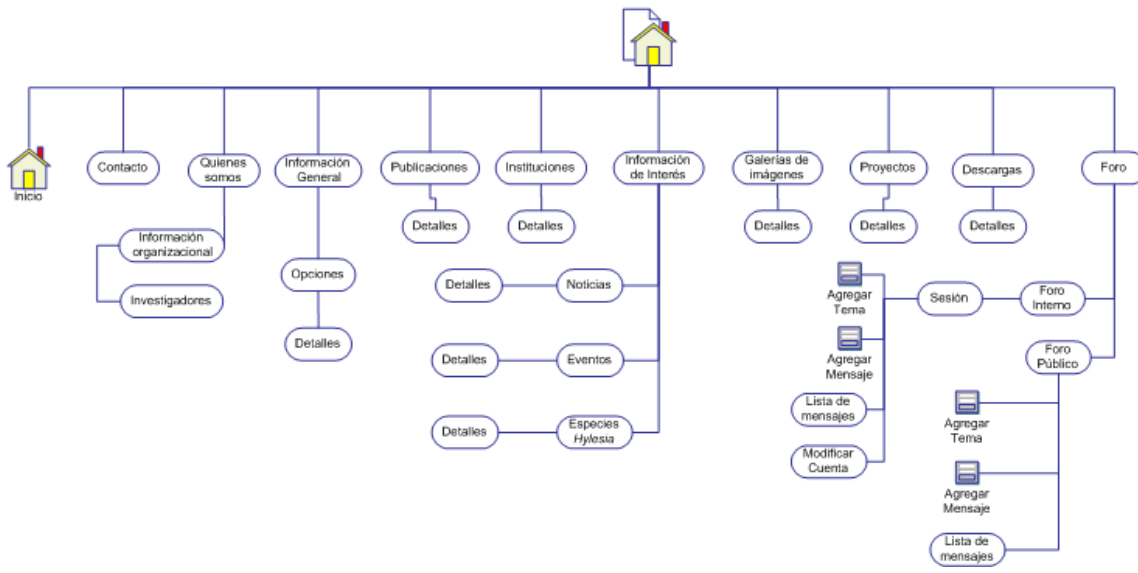 Inicio
Contacto
Quienes
somos
Información
General
Publicaciones
Instituciones
Información
de Interés
Galerías de
imágenes
Proyectos
Descargas
Foro
Detalles
Detalles
Detalles
Detalles
Detalles
Información
organizacional
Investigadores
Opciones
Detalles
Detalles
Noticias
Detalles
Eventos
Detalles
Especies
Hylesia
Agregar
Tema
Sesión
Foro
Interno
Agregar
Mensaje
Foro
Público
Lista de
mensajes
Modificar
Cuenta
Agregar
Tema
Agregar
Mensaje
Lista de
mensajes